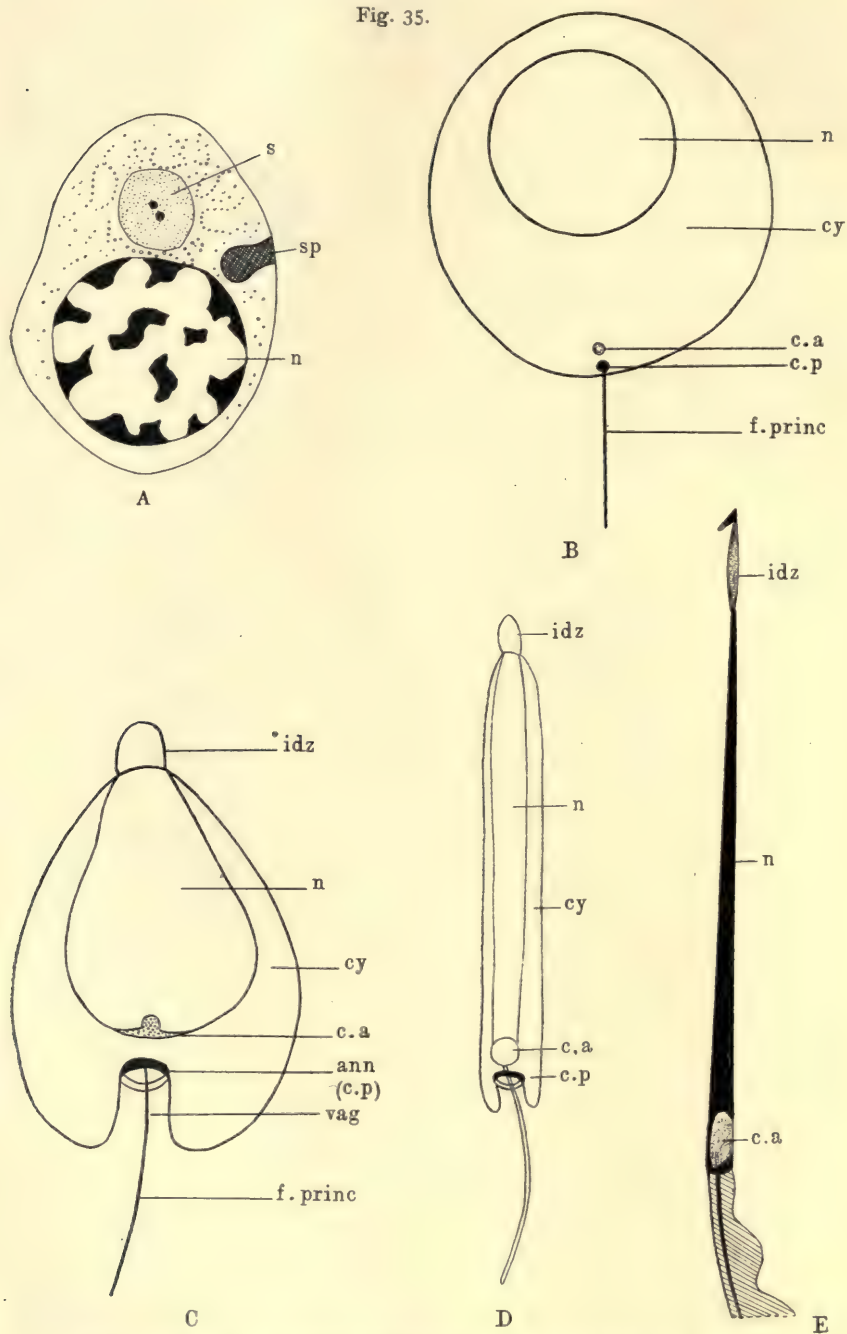 Fig. 35.
s
sp
n
A
n
cy
c.a
c.p
f.princ
B
idz
n
cy
c.a
ann
(c.p)
vag
f.princ
C
idz
n
cy
c.a
c.p
D
idz
n
c.a
E